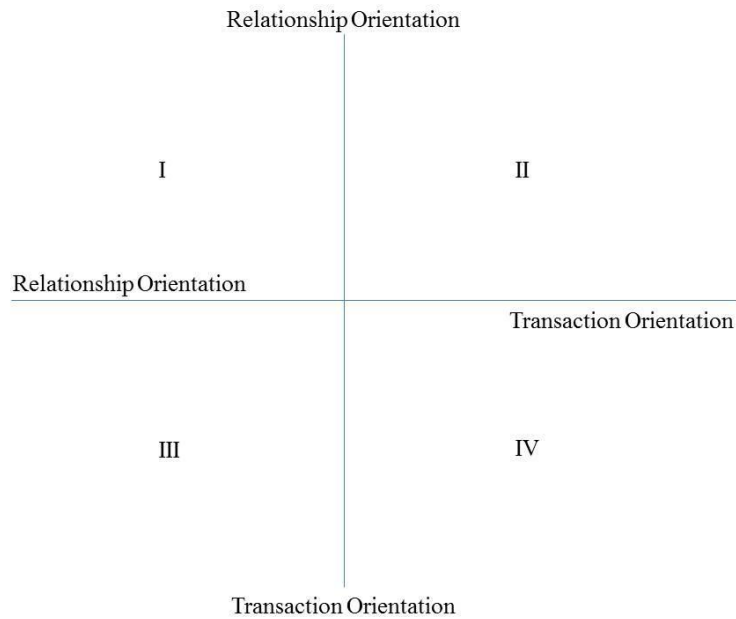 Relationship Orientation
I
II
Relationship Orientation
Transaction Orientation
III
IV
Transaction Orientation